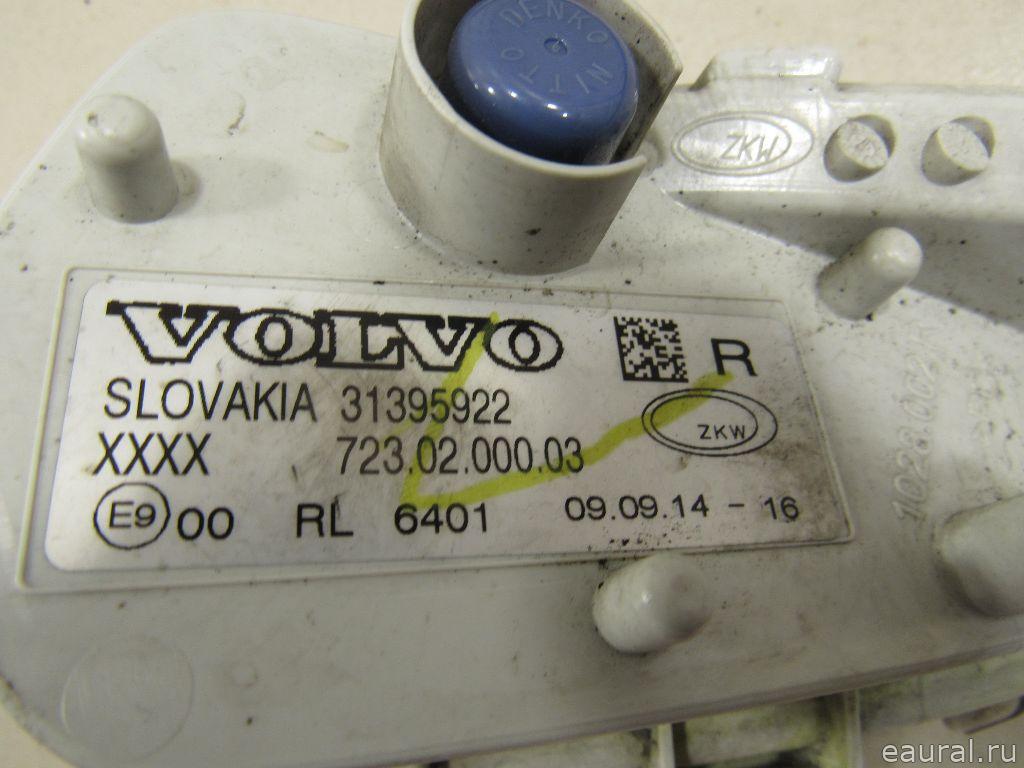 NITTO DENKO
ZKW
VOLVO
R
SLOVAKIA 31395922
ZKW
XXXX 723.02.000.03
E9 00 RL 6401 09.09.14 - 16
eaural.ru